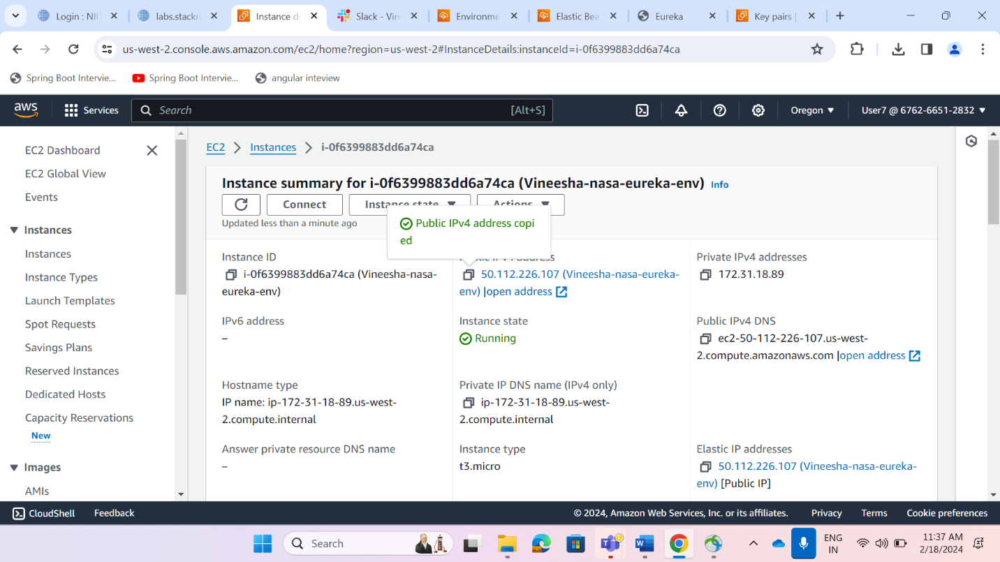 Login : NII
labs.stackr
Instance de
Slack - Vin
Environme
Elastic Bea
Eureka
Key pairs |
us-west-2.console.aws.amazon.com/ec2/home?region=us-west-2#InstanceDetails:instanceId=i-0f6399883dd6a74ca
Spring Boot Intervie...
Spring Boot Intervie...
angular inteview
aws
Services
Search
[Alt+S]
Oregon
User7 @ 6762-6651-2832
EC2 Dashboard
EC2 Global View
Events
Instances
Instances
Instance Types
Launch Templates
Spot Requests
Savings Plans
Reserved Instances
Dedicated Hosts
Capacity Reservations
New
Images
AMIs
EC2
Instances
i-0f6399883dd6a74ca
Instance summary for i-0f6399883dd6a74ca (Vineesha-nasa-eureka-env) Info
Connect
Instance state
Actions
Updated less than a minute ago
Public IPv4 address copi
ed
Instance ID
i-0f6399883dd6a74ca (Vineesha-nasa-
eureka-env)
Public IPv4 address
50.112.226.107 (Vineesha-nasa-eureka-
env) |open address
Private IPv4 addresses
172.31.18.89
IPv6 address
–
Instance state
Running
Public IPv4 DNS
ec2-50-112-226-107.us-west-
2.compute.amazonaws.com |open address
Hostname type
IP name: ip-172-31-18-89.us-west-
2.compute.internal
Private IP DNS name (IPv4 only)
ip-172-31-18-89.us-west-
2.compute.internal
Answer private resource DNS name
–
Instance type
t3.micro
Elastic IP addresses
50.112.226.107 (Vineesha-nasa-eureka-
env) [Public IP]
CloudShell
Feedback
© 2024, Amazon Web Services, Inc. or its affiliates.
Privacy
Terms
Cookie preferences
Search
ENG
IN
11:37 AM
2/18/2024